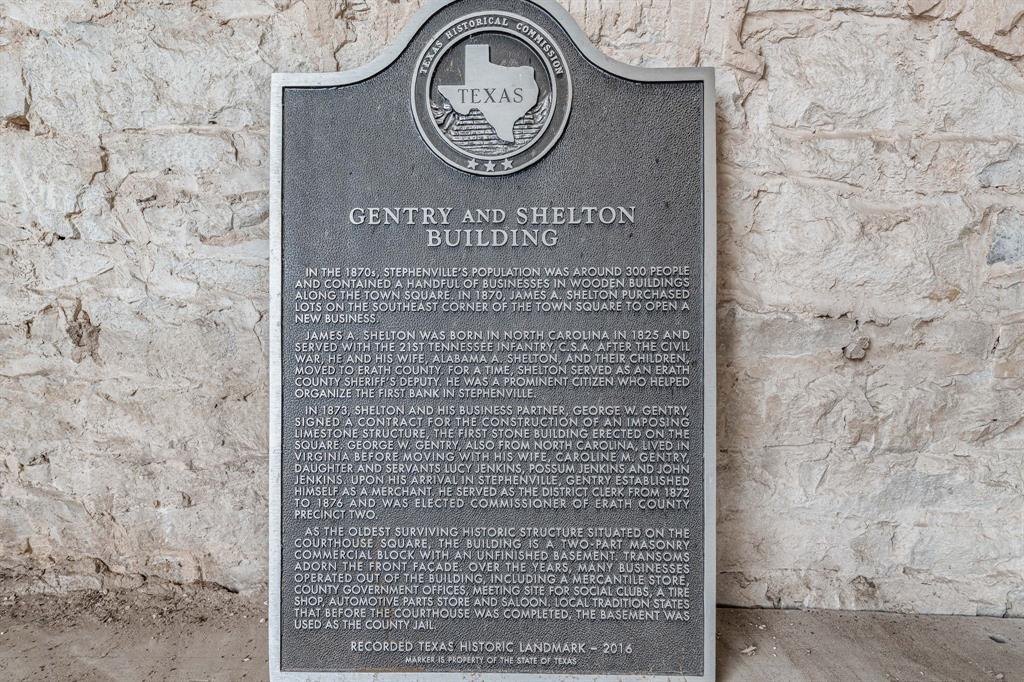 TEXAS HISTORICAL COMMISSION
TEXAS
GENTRY AND SHELTON
BUILDING
IN THE 1870s, STEPHENVILLE'S POPULATION WAS AROUND 300 PEOPLE
AND CONTAINED A HANDFUL OF BUSINESSES IN WOODEN BUILDINGS
ALONG THE TOWN SQUARE. IN 1870, JAMES A. SHELTON PURCHASED
LOTS ON THE SOUTHEAST CORNER OF THE TOWN SQUARE TO OPEN A
NEW BUSINESS.
JAMES A. SHELTON WAS BORN IN NORTH CAROLINA IN 1825 AND
SERVED WITH THE 21ST TENNESSEE INFANTRY, C.S.A. AFTER THE CIVIL
WAR, HE AND HIS WIFE, ALABAMA A. SHELTON, AND THEIR CHILDREN,
MOVED TO ERATH COUNTY. FOR A TIME, SHELTON SERVED AS AN ERATH
COUNTY SHERIFF'S DEPUTY. HE WAS A PROMINENT CITIZEN WHO HELPED
ORGANIZE THE FIRST BANK IN STEPHENVILLE.
IN 1873, SHELTON AND HIS BUSINESS PARTNER, GEORGE W. GENTRY,
SIGNED A CONTRACT FOR THE CONSTRUCTION OF AN IMPOSING
LIMESTONE STRUCTURE, THE FIRST STONE BUILDING ERECTED ON THE
SQUARE. GEORGE W. GENTRY, ALSO FROM NORTH CAROLINA, LIVED IN
VIRGINIA BEFORE MOVING WITH HIS WIFE, CAROLINE M. GENTRY,
DAUGHTER AND SERVANTS LUCY JENKINS, POSSUM JENKINS AND JOHN
JENKINS. UPON HIS ARRIVAL IN STEPHENVILLE, GENTRY ESTABLISHED
HIMSELF AS A MERCHANT. HE SERVED AS THE DISTRICT CLERK FROM 1872
TO 1876 AND WAS ELECTED COMMISSIONER OF ERATH COUNTY
PRECINCT TWO.
AS THE OLDEST SURVIVING HISTORIC STRUCTURE SITUATED ON THE
COURTHOUSE SQUARE, THE BUILDING IS A TWO-PART MASONRY
COMMERCIAL BLOCK WITH AN UNFINISHED BASEMENT. TRANSOMS
ADORN THE FRONT FAÇADE. OVER THE YEARS, MANY BUSINESSES
OPERATED OUT OF THE BUILDING, INCLUDING A MERCANTILE STORE,
COUNTY GOVERNMENT OFFICES, MEETING SITE FOR SOCIAL CLUBS, A TIRE
SHOP, AUTOMOTIVE PARTS STORE AND SALOON. LOCAL TRADITION STATES
THAT BEFORE THE COURTHOUSE WAS COMPLETED, THE BASEMENT WAS
USED AS THE COUNTY JAIL.
RECORDED TEXAS HISTORIC LANDMARK – 2016
MARKER IS PROPERTY OF THE STATE OF TEXAS